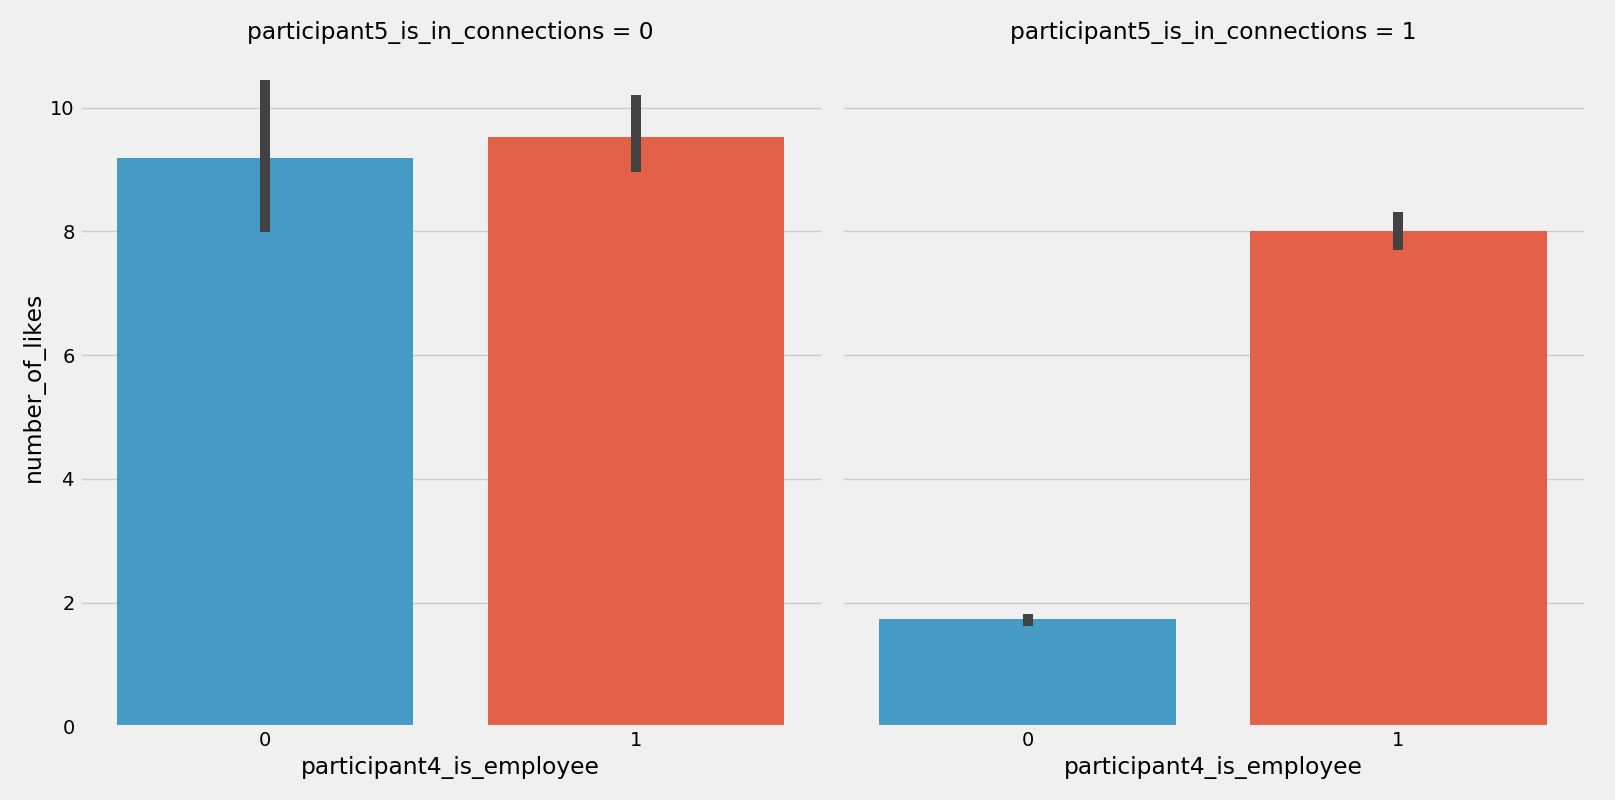 participant5_is_in_connections = 0
participant5_is_in_connections = 1
number_of_likes
10
8
6
4
2
0
0 1
participant4_is_employee
0 1
participant4_is_employee